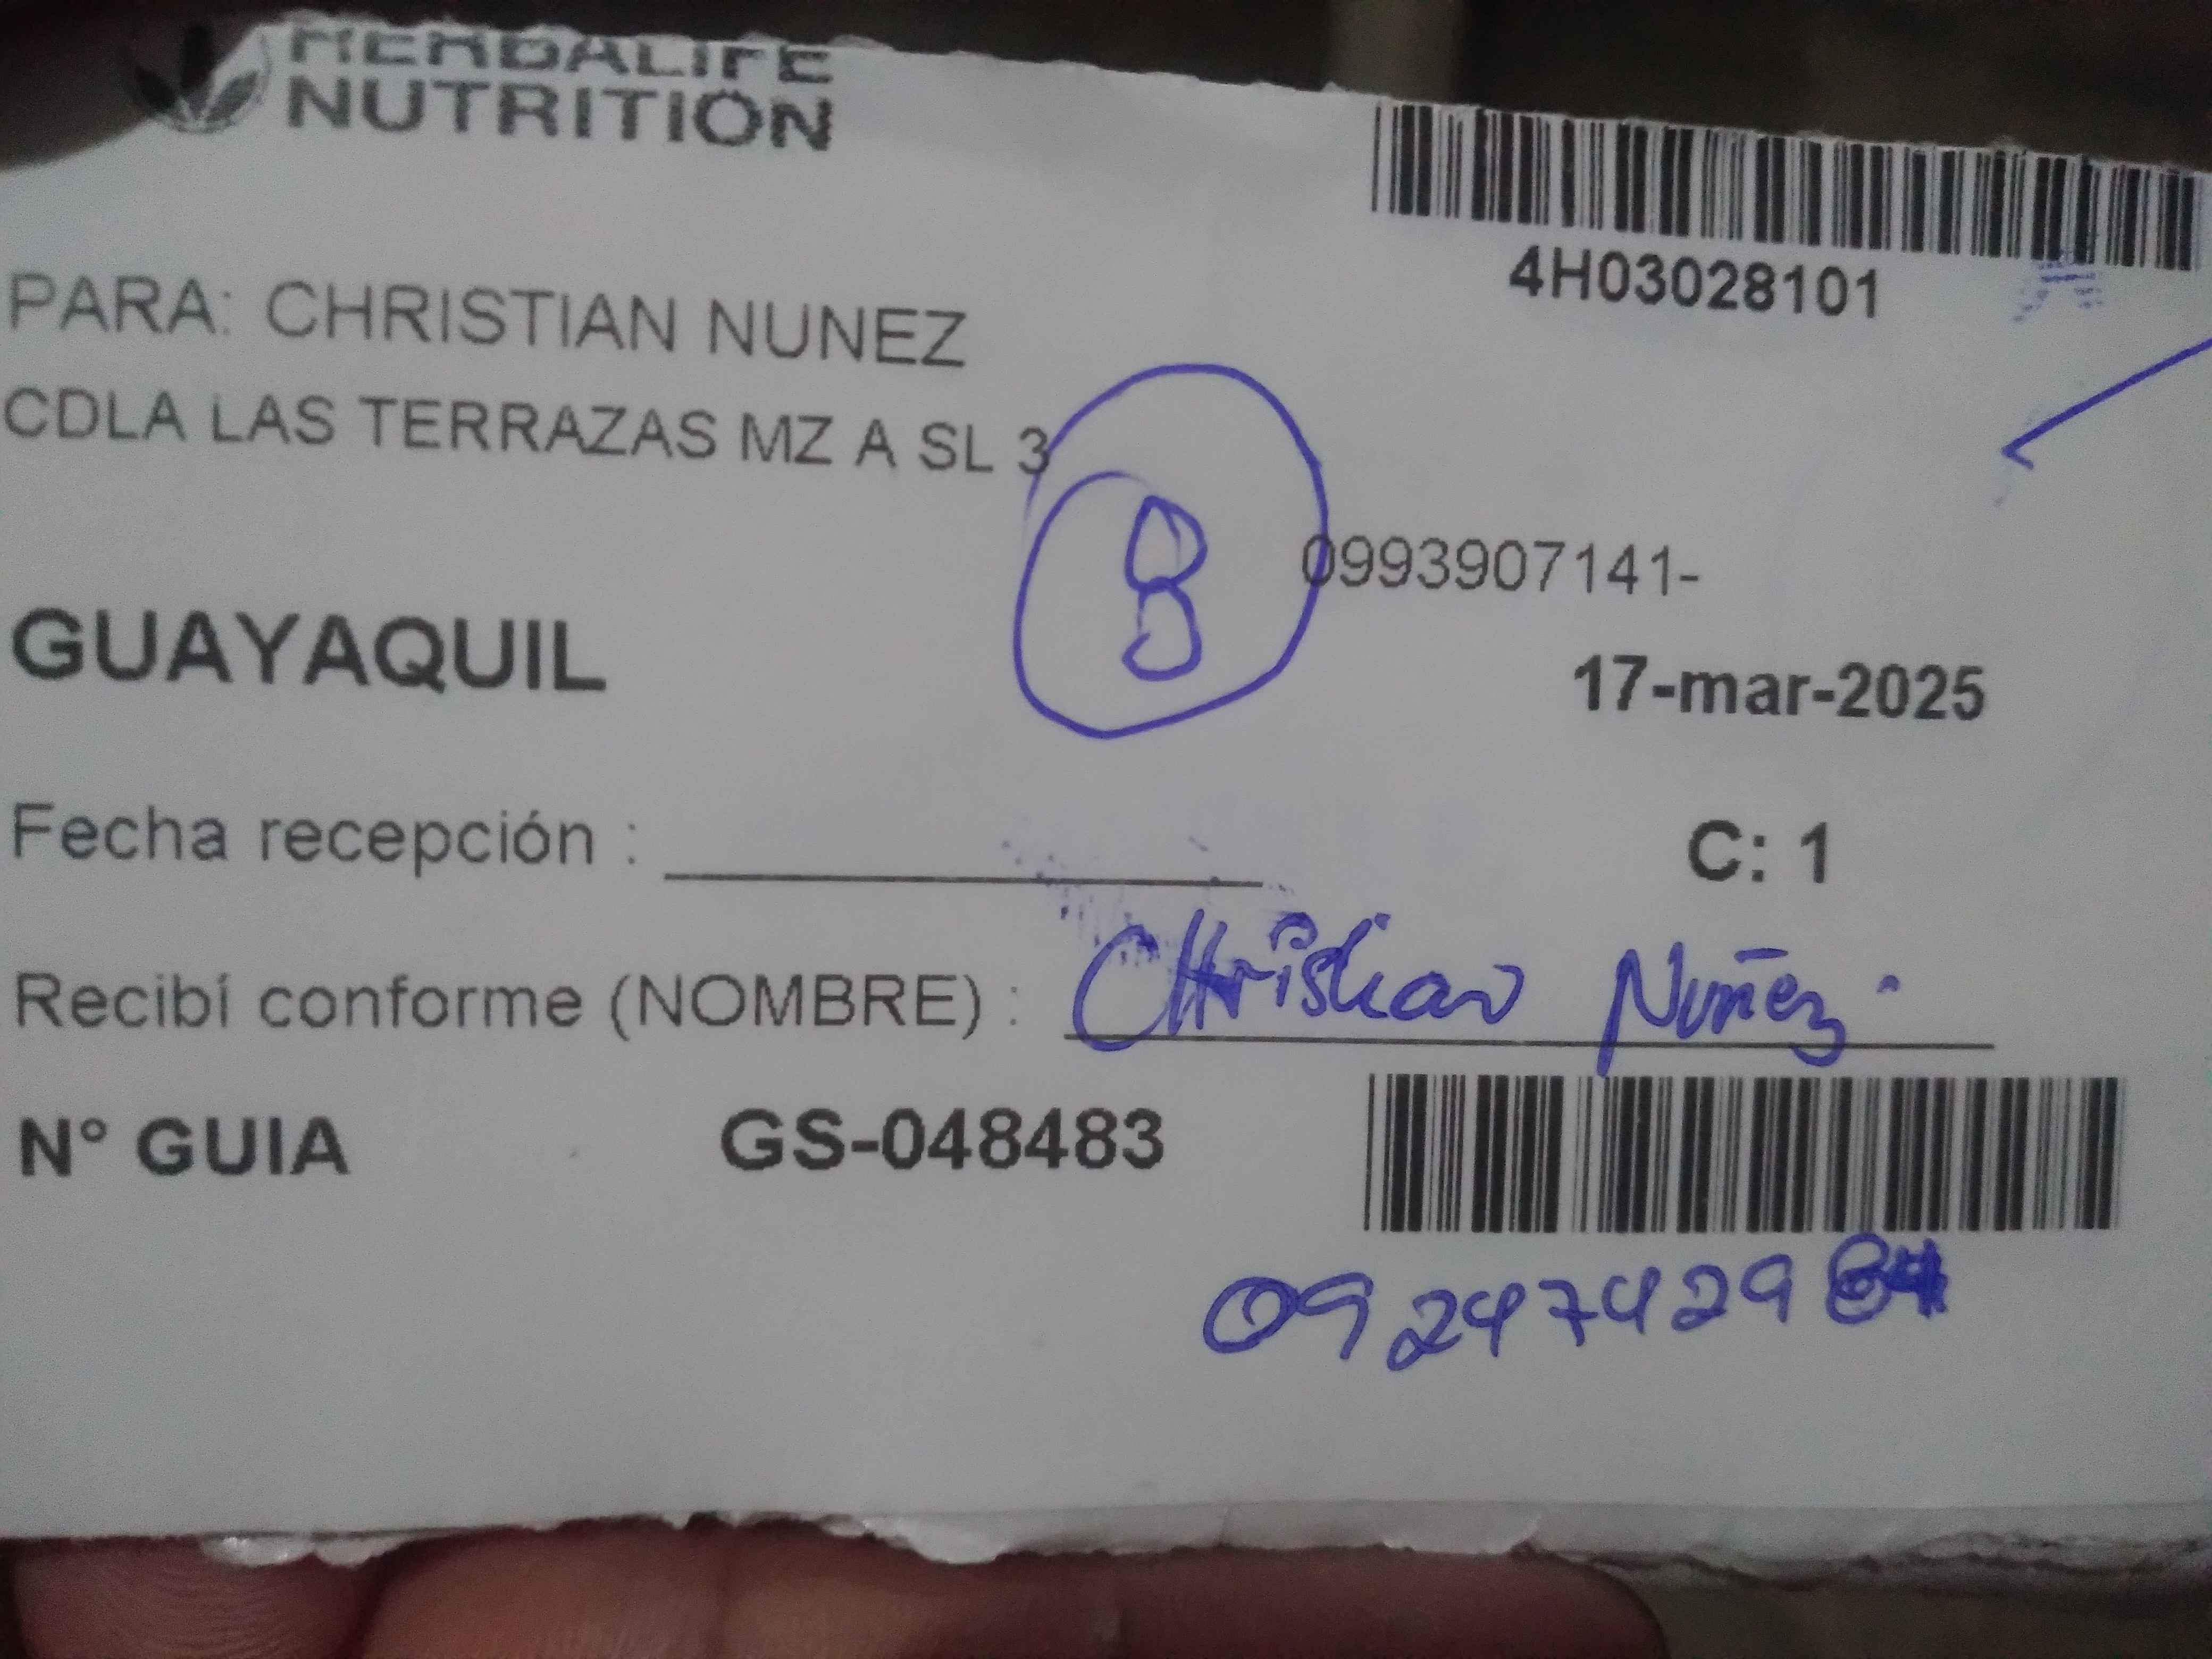 HERBALIFE
NUTRITION
4H03028101
PARA: CHRISTIAN NUNEZ
CDLA LAS TERRAZAS MZ A SL 3
8
0993907141-
GUAYAQUIL
17-mar-2025
Fecha recepción :
C: 1
Recibí conforme (NOMBRE) : CHristian Nuñez.
N° GUIA GS-048483